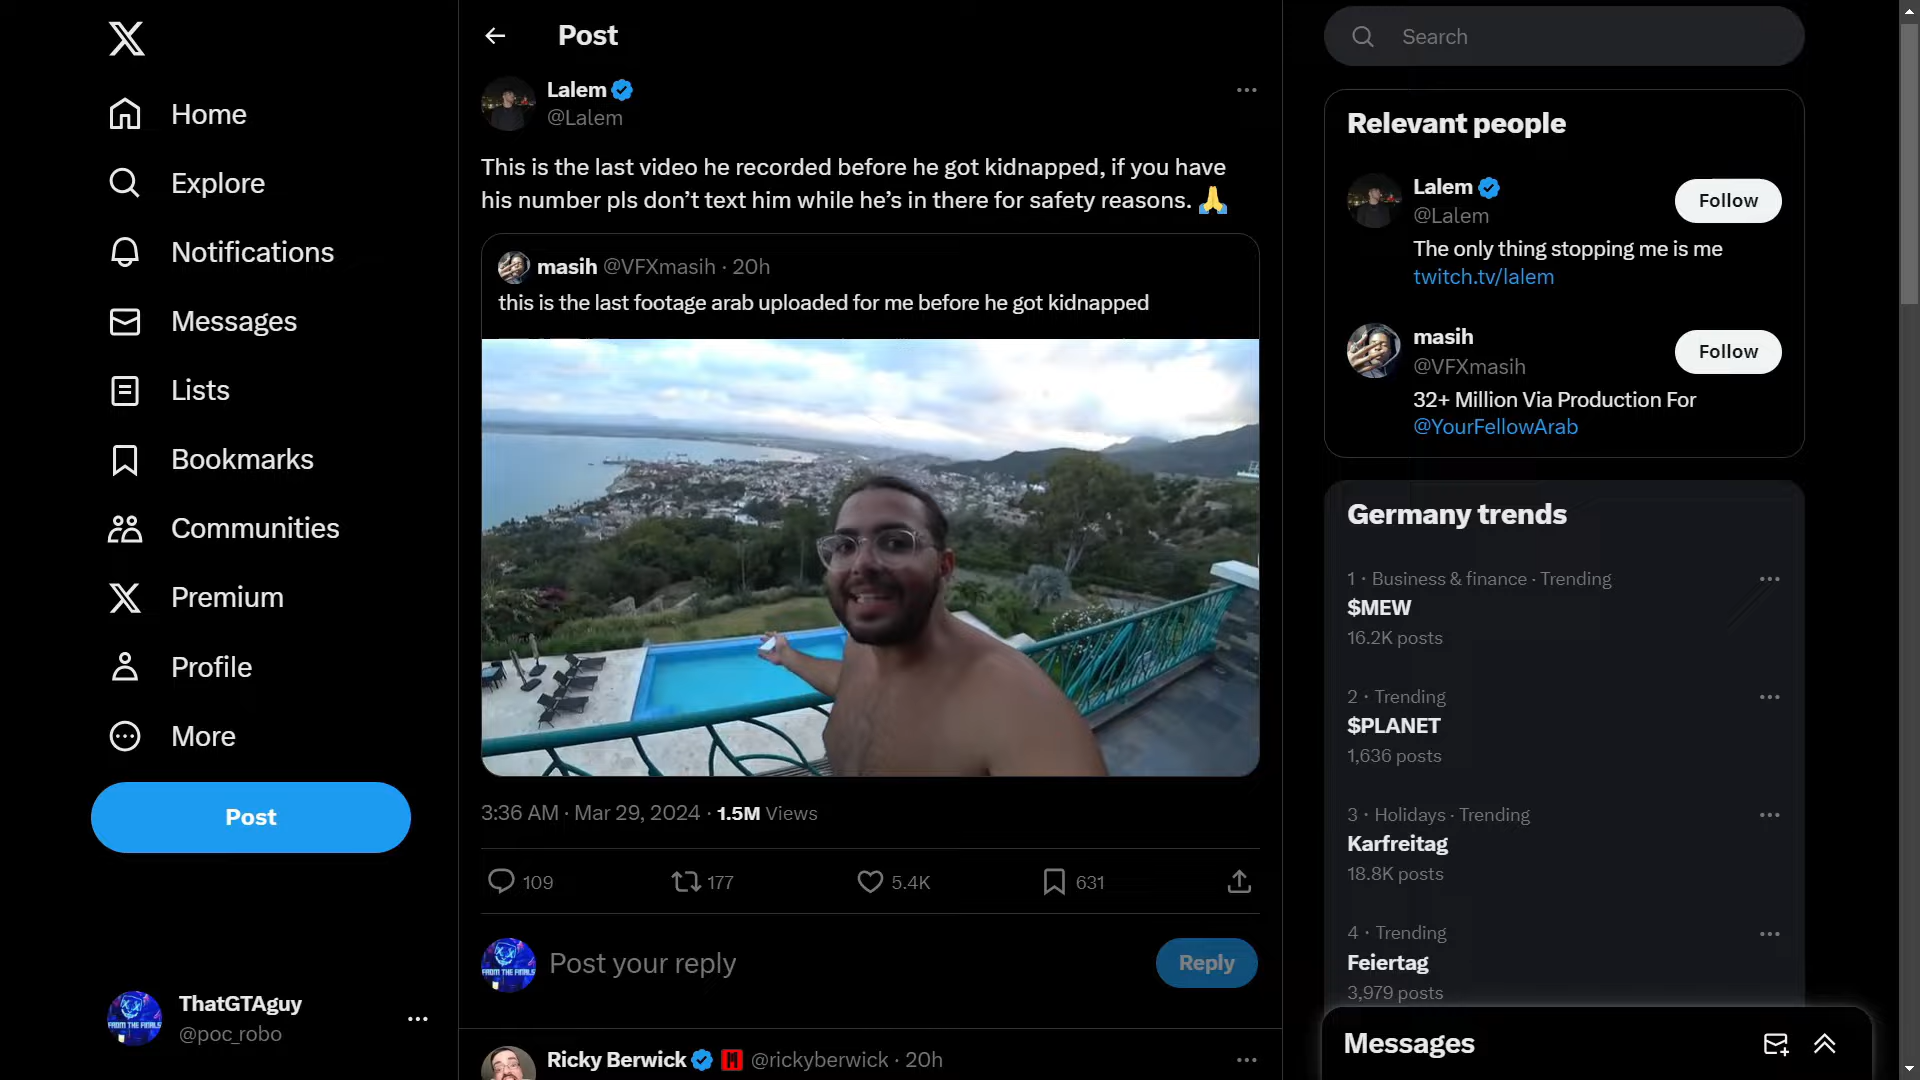 Home
Explore
Notifications
Messages
Lists
Bookmarks
Communities
Premium
Profile
More
Post
ThatGTAguy
@poc_robo
Post
Lalem
@Lalem
This is the last video he recorded before he got kidnapped, if you have
his number pls don’t text him while he’s in there for safety reasons. 🙏
masih @VFXmasih · 20h
this is the last footage arab uploaded for me before he got kidnapped
3:36 AM · Mar 29, 2024 · 1.5M Views
109 177 5.4K 631
FROM THE FINALS
Post your reply
Reply
Ricky Berwick @rickyberwick · 20h
Search
Relevant people
Lalem
@Lalem
Follow
The only thing stopping me is me
twitch.tv/lalem
masih
@VFXmasih
Follow
32+ Million Via Production For
@YourFellowArab
Germany trends
1 · Business & finance · Trending
$MEW
16.2K posts
2 · Trending
$PLANET
1,636 posts
3 · Holidays · Trending
Karfreitag
18.8K posts
4 · Trending
Feiertag
3,979 posts
Messages